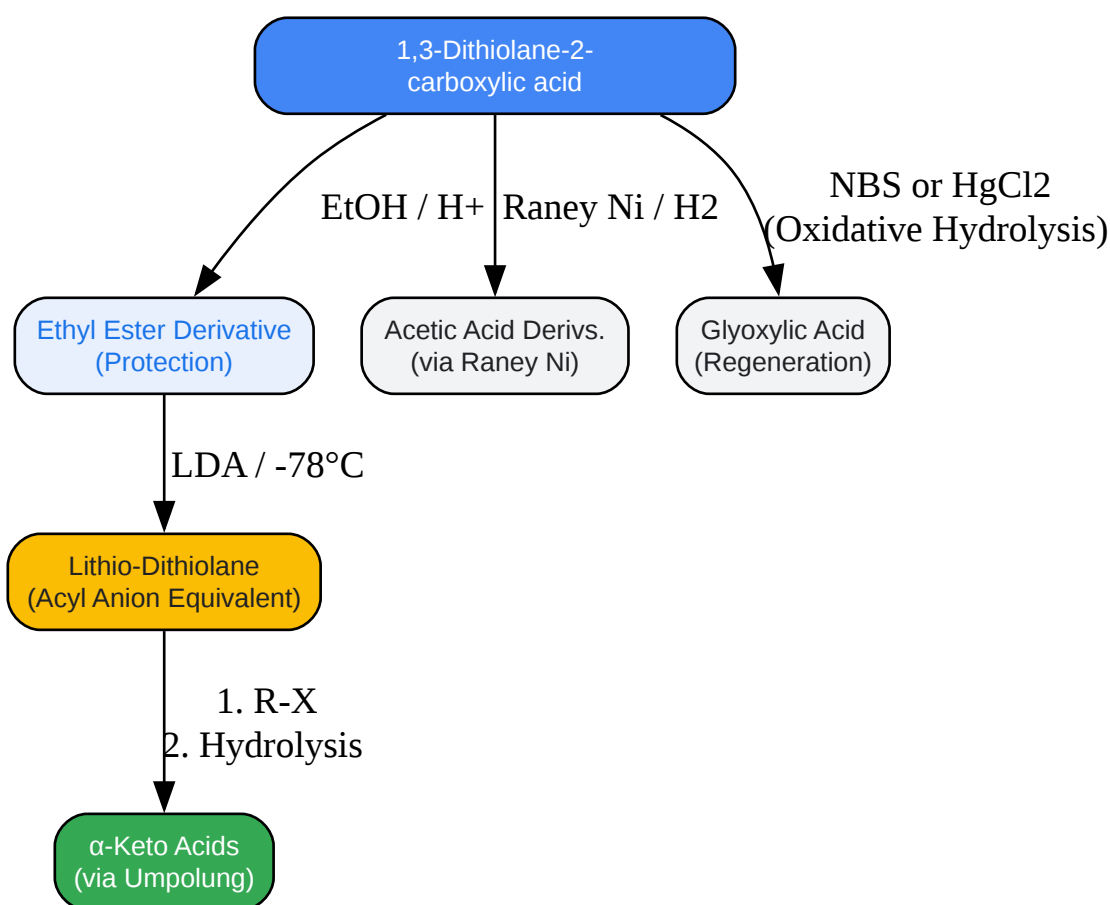 1,3-Dithiolane-2-
carboxylic acid
EtOH / H+
Raney Ni / H2
NBS or HgCl2
(Oxidative Hydrolysis)
Ethyl Ester Derivative
(Protection)
Acetic Acid Derivs.
(via Raney Ni)
Glyoxylic Acid
(Regeneration)
LDA / -78°C
Lithio-Dithiolane
(Acyl Anion Equivalent)
1. R-X
2. Hydrolysis
α-Keto Acids
(via Umpolung)